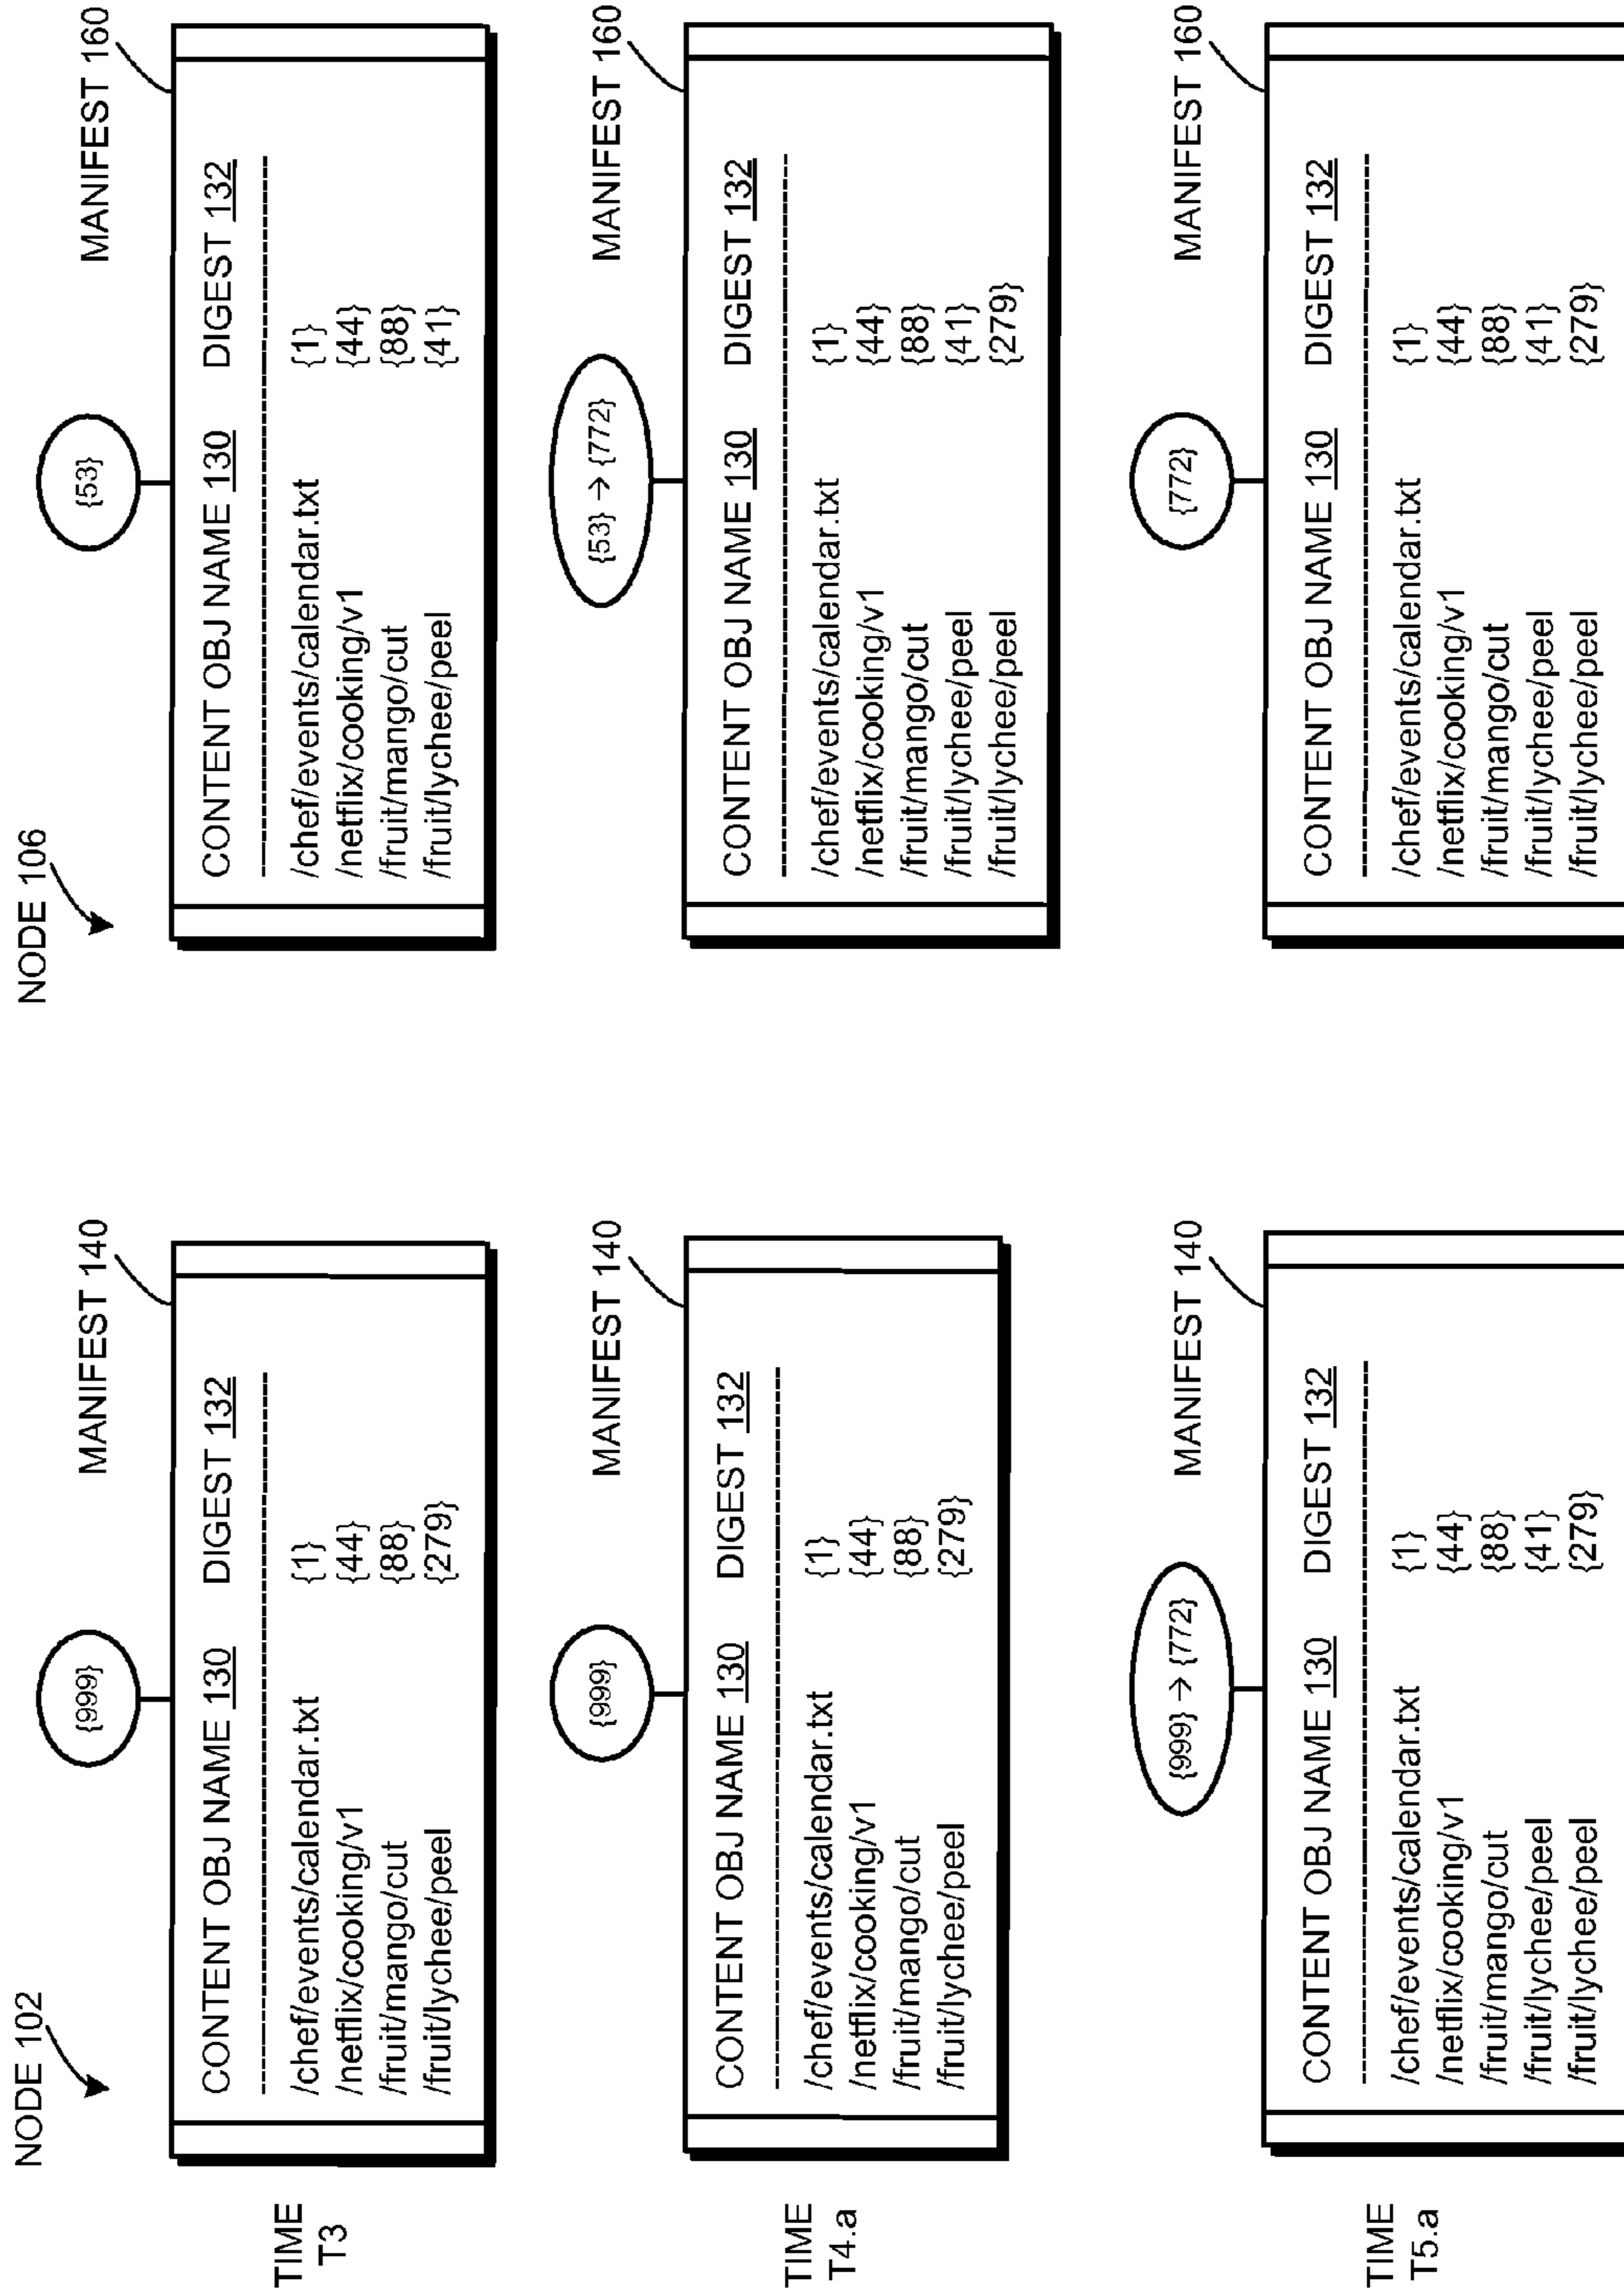 NODE 102
NODE 106
TIME
T3
{999}
MANIFEST 140
CONTENT OBJ NAME 130 DIGEST 132
/chef/events/calendar.txt {1}
/netflix/cooking/v1 {44}
/fruit/mango/cut {88}
/fruit/lychee/peel {279}
{53}
MANIFEST 160
CONTENT OBJ NAME 130 DIGEST 132
/chef/events/calendar.txt {1}
/netflix/cooking/v1 {44}
/fruit/mango/cut {88}
/fruit/lychee/peel {41}
TIME
T4.a
{999}
MANIFEST 140
CONTENT OBJ NAME 130 DIGEST 132
/chef/events/calendar.txt {1}
/netflix/cooking/v1 {44}
/fruit/mango/cut {88}
/fruit/lychee/peel {279}
{53} → {772}
MANIFEST 160
CONTENT OBJ NAME 130 DIGEST 132
/chef/events/calendar.txt {1}
/netflix/cooking/v1 {44}
/fruit/mango/cut {88}
/fruit/lychee/peel {41}
/fruit/lychee/peel {279}
TIME
T5.a
{999} → {772}
MANIFEST 140
CONTENT OBJ NAME 130 DIGEST 132
/chef/events/calendar.txt {1}
/netflix/cooking/v1 {44}
/fruit/mango/cut {88}
/fruit/lychee/peel {41}
/fruit/lychee/peel {279}
{772}
MANIFEST 160
CONTENT OBJ NAME 130 DIGEST 132
/chef/events/calendar.txt {1}
/netflix/cooking/v1 {44}
/fruit/mango/cut {88}
/fruit/lychee/peel {41}
/fruit/lychee/peel {279}